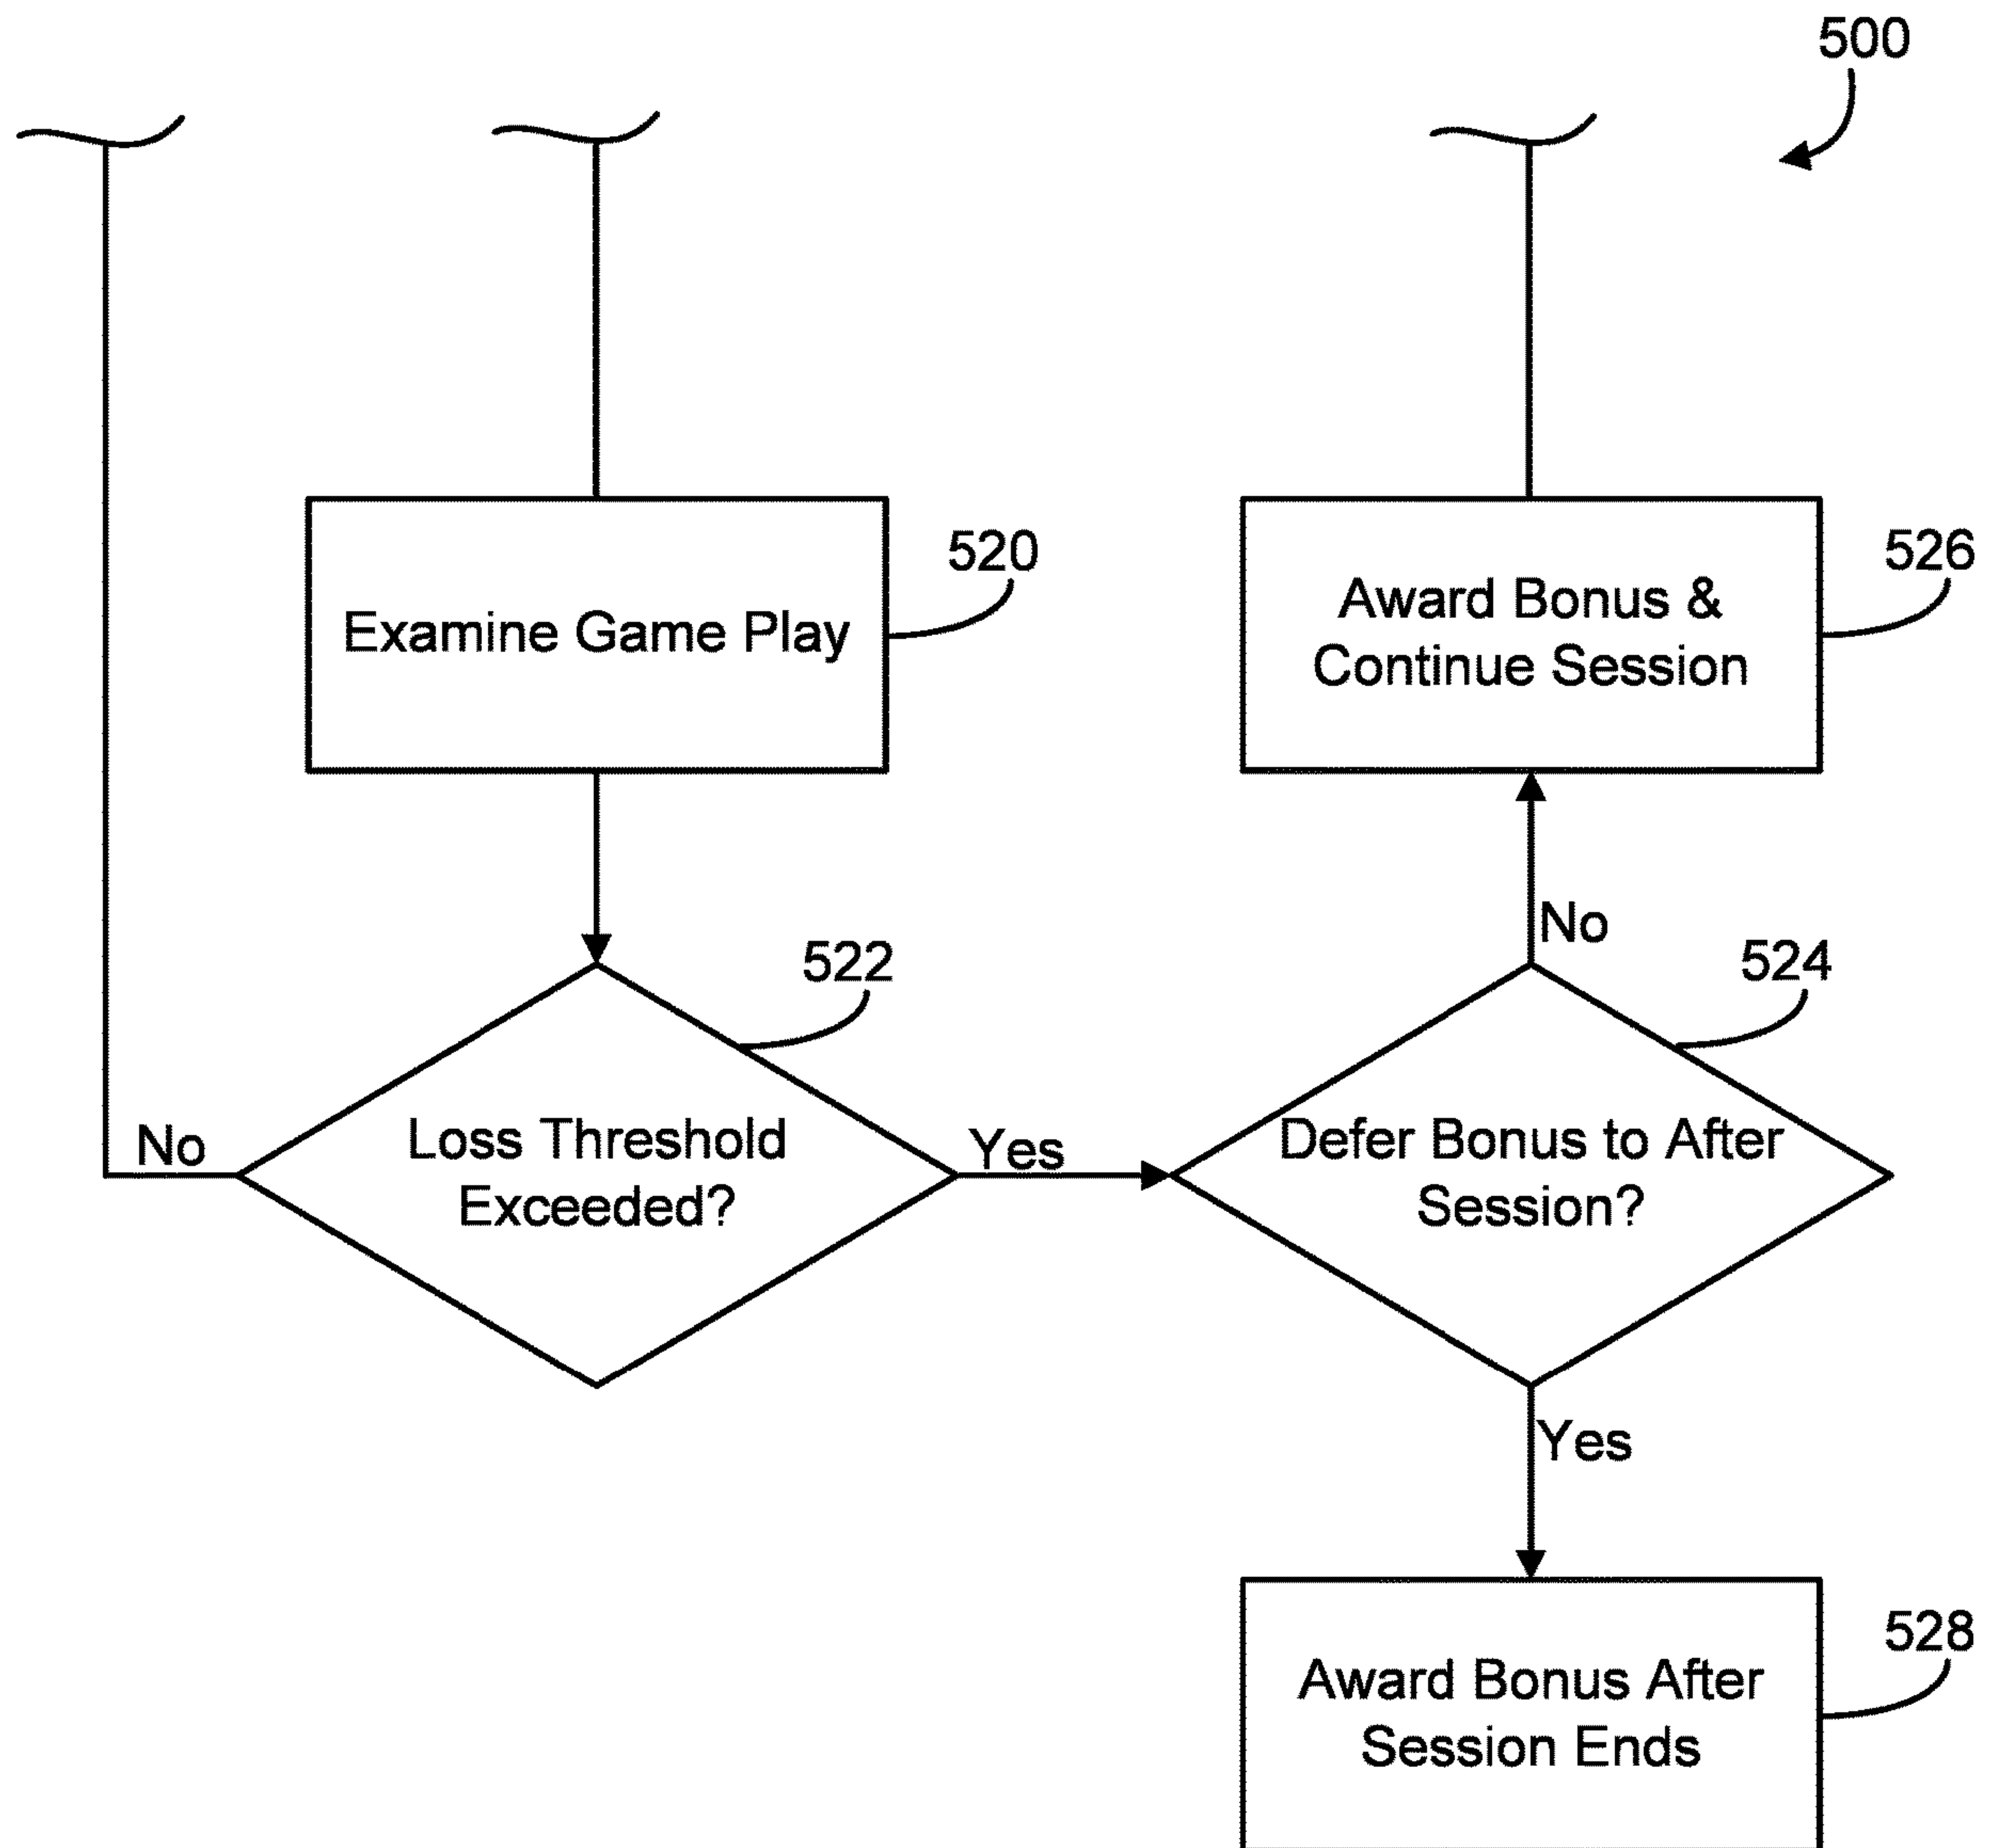 500
520
Examine Game Play
526
Award Bonus &
Continue Session
522
Loss Threshold
Exceeded?
No
Yes
524
Defer Bonus to After
Session?
No
Yes
528
Award Bonus After
Session Ends